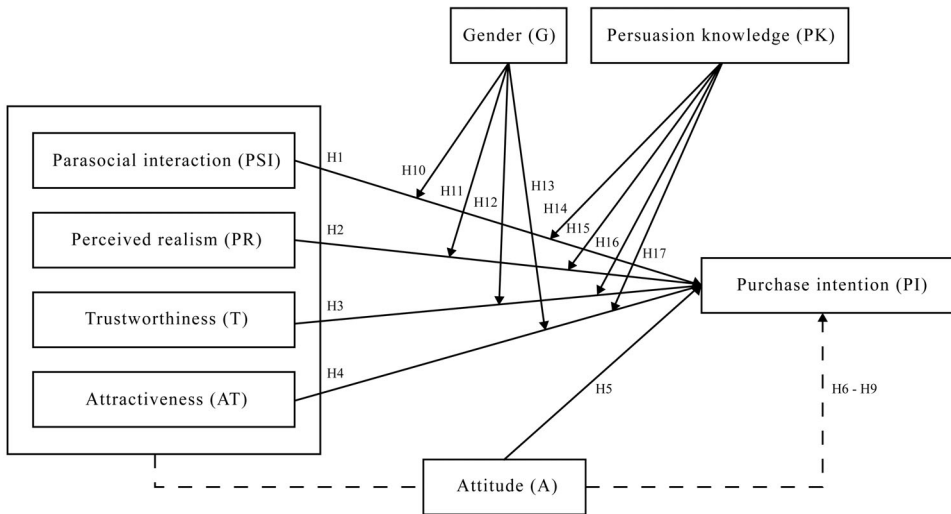 Gender (G)
Persuasion knowledge (PK)
Parasocial interaction (PSI)
H1
H10
H11
H12
H13
H14
H15
H16
H17
Perceived realism (PR)
H2
Purchase intention (PI)
Trustworthiness (T)
H3
Attractiveness (AT)
H4
H5
H6 - H9
Attitude (A)